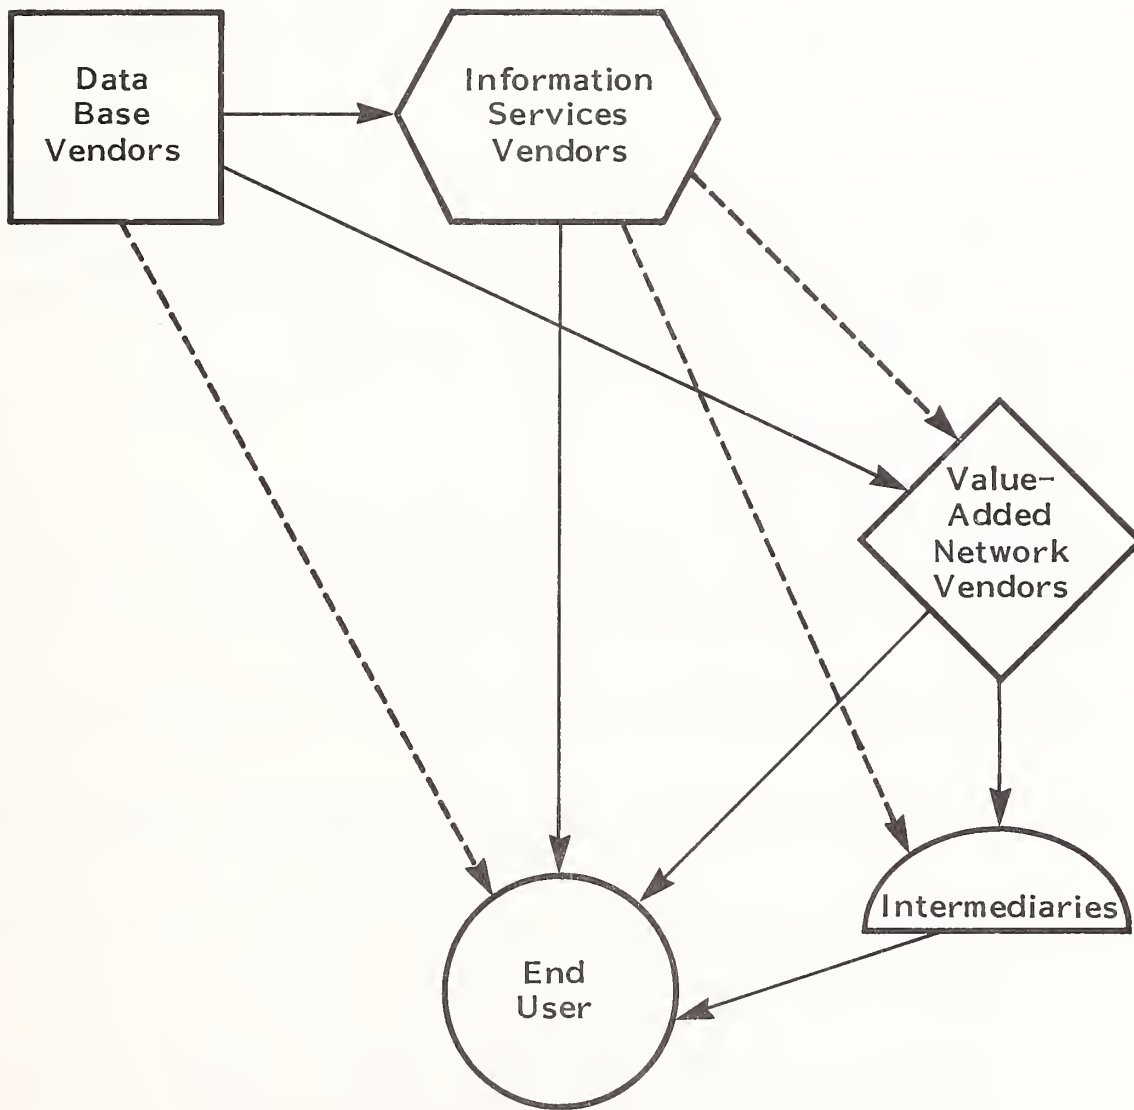 Data
Base
Vendors
Information
Services
Vendors
Value-
Added
Network
Vendors
Intermediaries
End
User